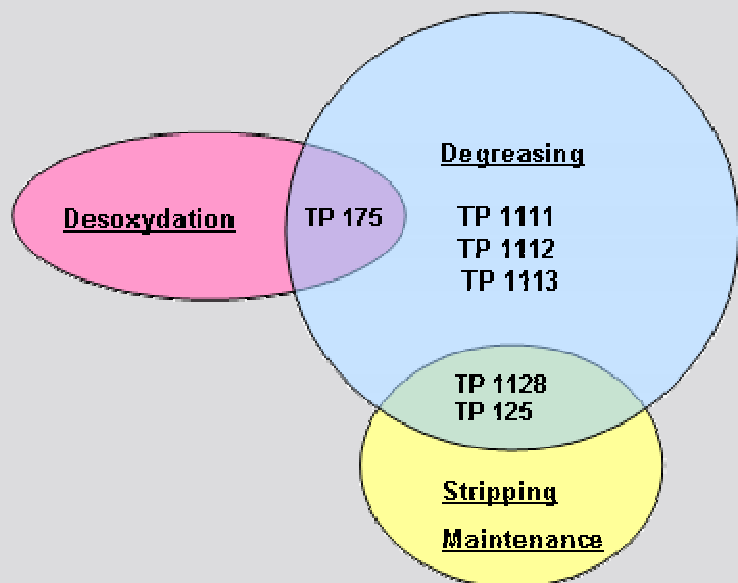 Degreasing
Desoxydation
TP 175
TP 1111
TP 1112
TP 1113
TP 1128
TP 125
Stripping
Maintenance